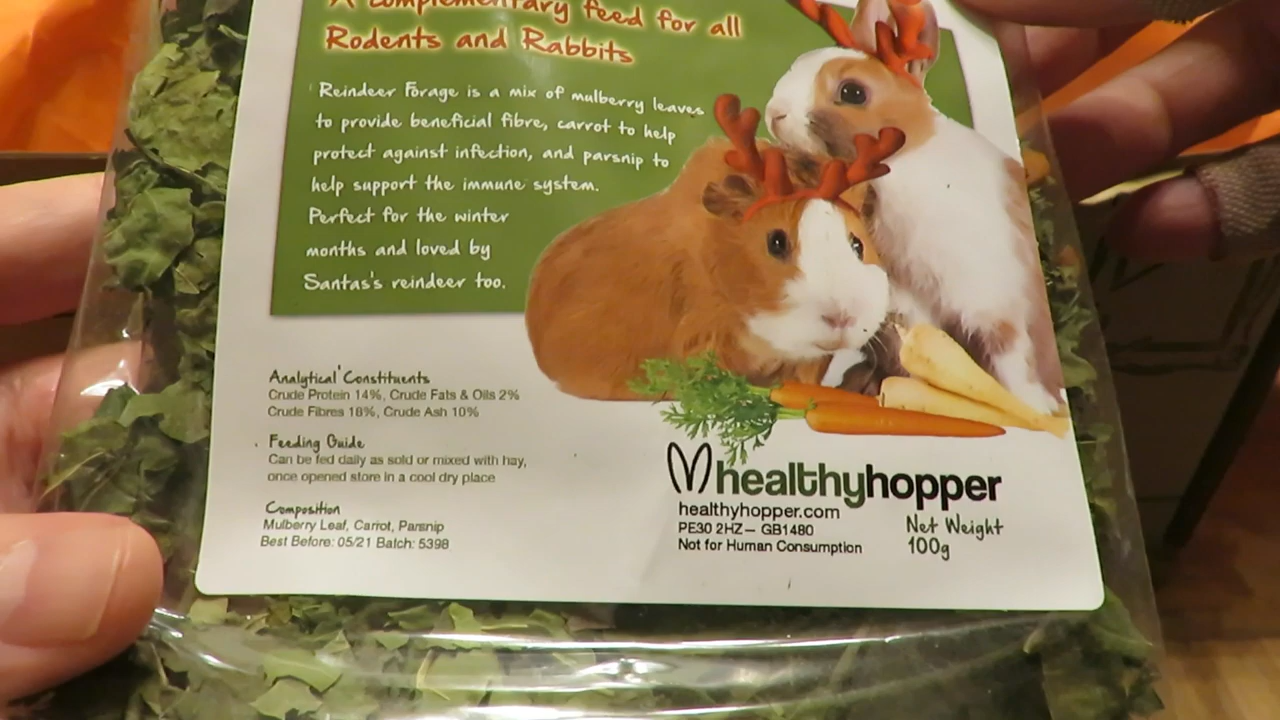 A complementary feed for all
Rodents and Rabbits
Reindeer Forage is a mix of mulberry leaves
to provide beneficial fibre, carrot to help
protect against infection, and parsnip to
help support the immune system.
Perfect for the winter
months and loved by
Santas's reindeer too.
Analytical Constituents
Crude Protein 14%, Crude Fats & Oils 2%
Crude Fibres 18%, Crude Ash 10%
Feeding Guide
Can be fed daily as sold or mixed with hay,
once opened store in a cool dry place
Composition
Mulberry Leaf, Carrot, Parsnip
Best Before: 05/21 Batch: 5398
healthyhopper
healthyhopper.com
PE30 2HZ– GB1480
Not for Human Consumption
Net Weight
100g